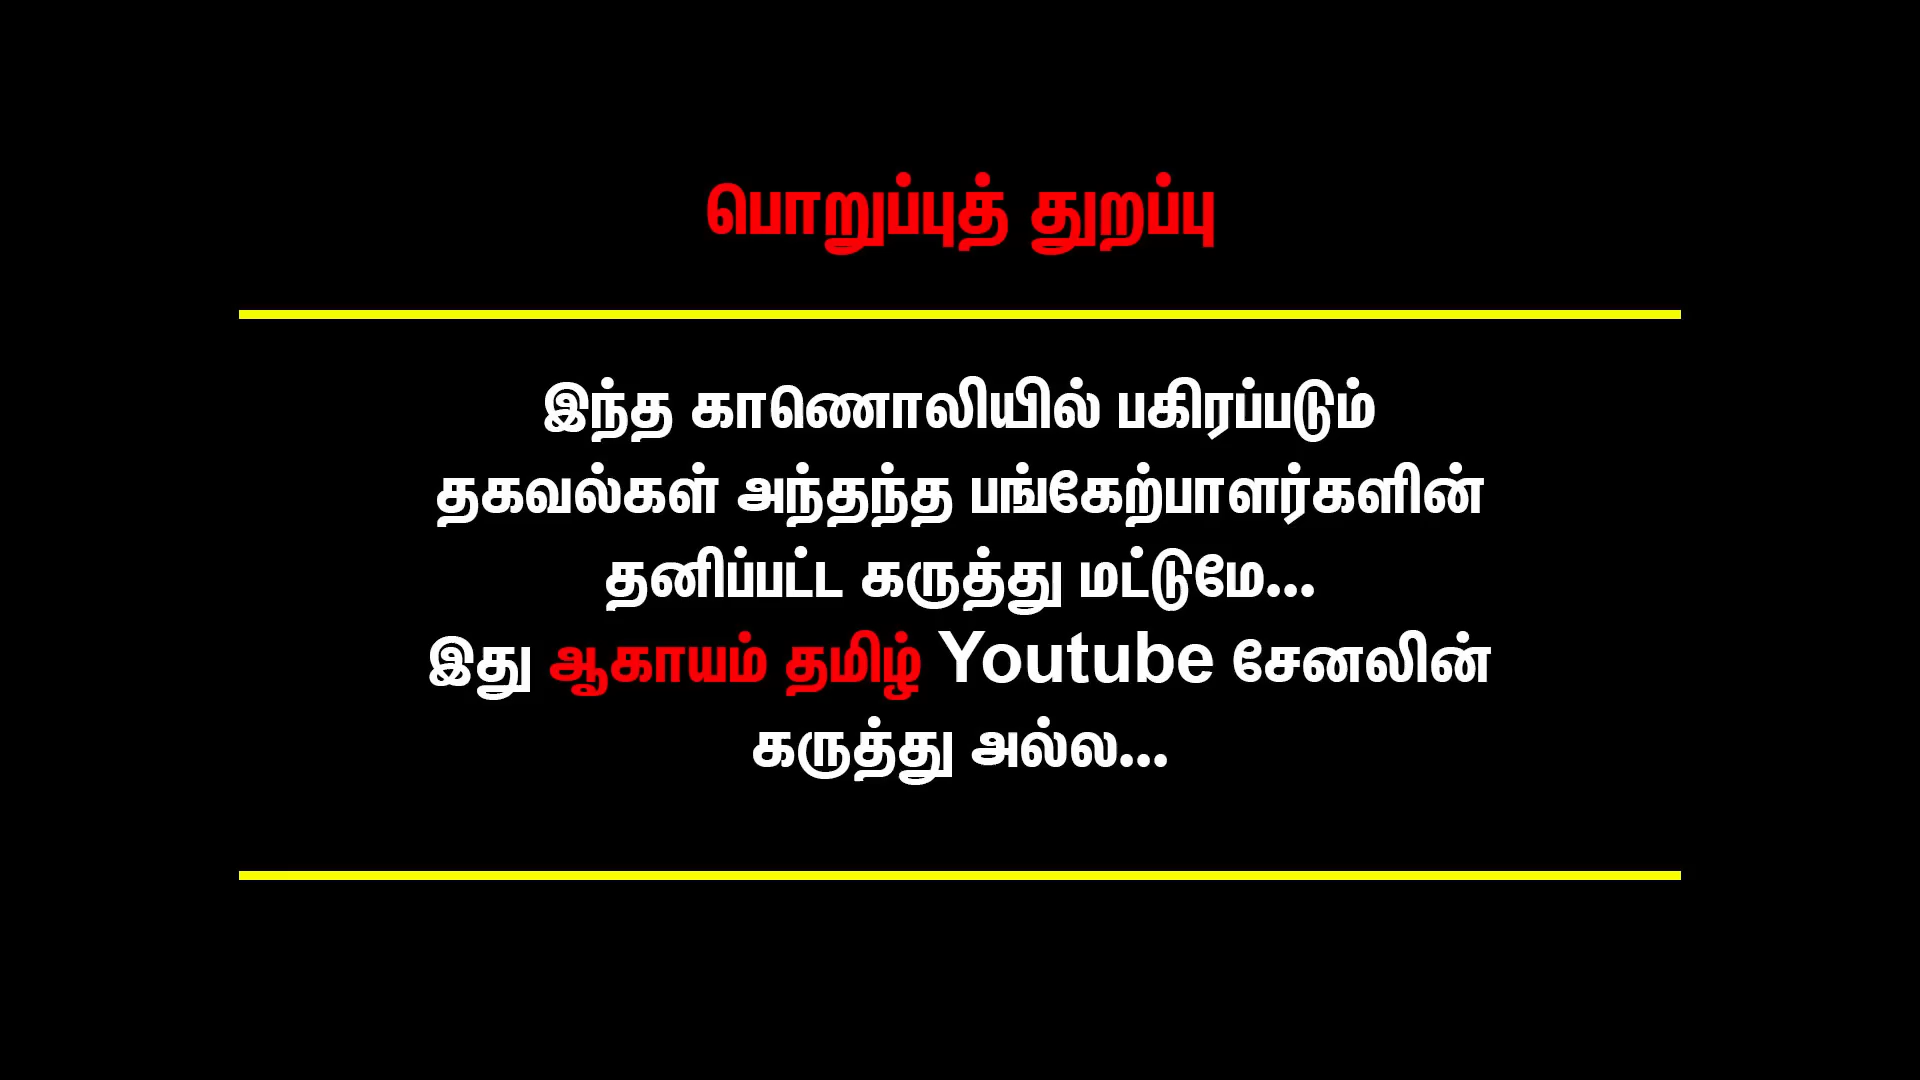 பொறுப்புத் துறப்பு
இந்த காணொலியில் பகிரப்படும்
தகவல்கள் அந்தந்த பங்கேற்பாளர்களின்
தனிப்பட்ட கருத்து மட்டுமே...
இது ஆகாயம் தமிழ் Youtube சேனலின்
கருத்து அல்ல...